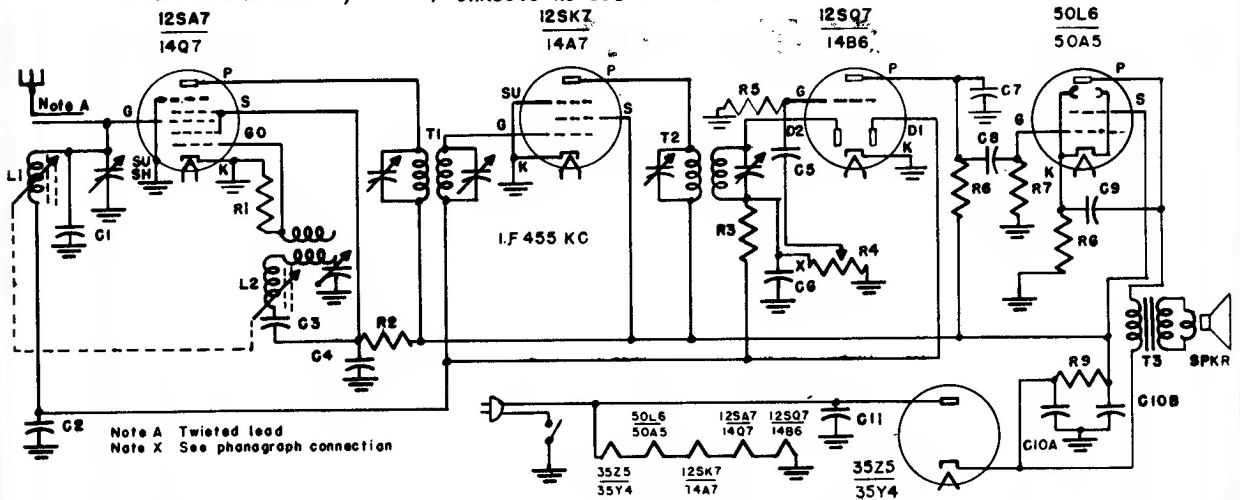 12SA7
14Q7
12SK7
14A7
12SQ7
14B6
50L6
50A5
Note A
G
P
S
GO
SU
SH
K
L1
C1
R1
L2
C3
C4
R2
C2
T1
SU
G
P
S
K
I.F 455 KC
T2
R5
G
P
D2
D1
K
C5
R3
X
C6
R4
C7
C8
R6
R7
G
P
S
K
C9
R6
T3
SPKR
R9
C10A
C10B
C11
Note A Twisted lead
Note X See phonograph connection
50L6
50A5
12SA7
14Q7
12SQ7
14B6
35Z5
35Y4
12SK7
14A7
35Z5
35Y4